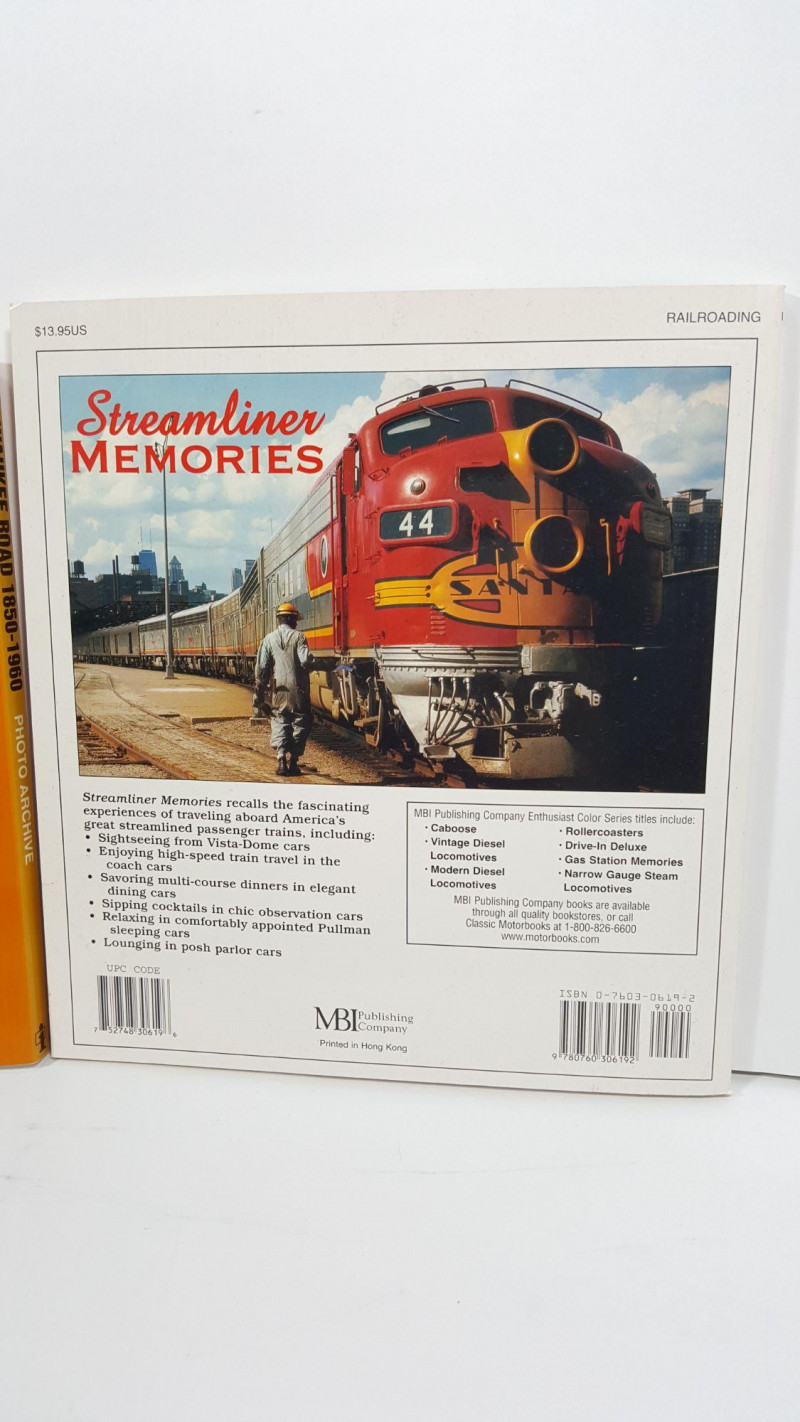 $13.95US
RAILROADING
Streamliner
MEMORIES
44
SANTA
ROAD 1850-1960 PHOTO ARCHIVE
Streamliner Memories recalls the fascinating
experiences of traveling aboard America's
great streamlined passenger trains, including:
• Sightseeing from Vista-Dome cars
• Enjoying high-speed train travel in the
coach cars
• Savoring multi-course dinners in elegant
dining cars
• Sipping cocktails in chic observation cars
• Relaxing in comfortably appointed Pullman
sleeping cars
• Lounging in posh parlor cars
MBI Publishing Company Enthusiast Color Series titles include:
• Caboose
• Vintage Diesel
Locomotives
• Modern Diesel
Locomotives
• Rollercoasters
• Drive-In Deluxe
• Gas Station Memories
• Narrow Gauge Steam
Locomotives
MBI Publishing Company books are available
through all quality bookstores, or call
Classic Motorbooks at 1-800-826-6600
www.motorbooks.com
UPC CODE
7 52748 30619 6
MBI Publishing
Company
Printed in Hong Kong
ISBN 0-7603-0619-2
90000
9 780760 306192